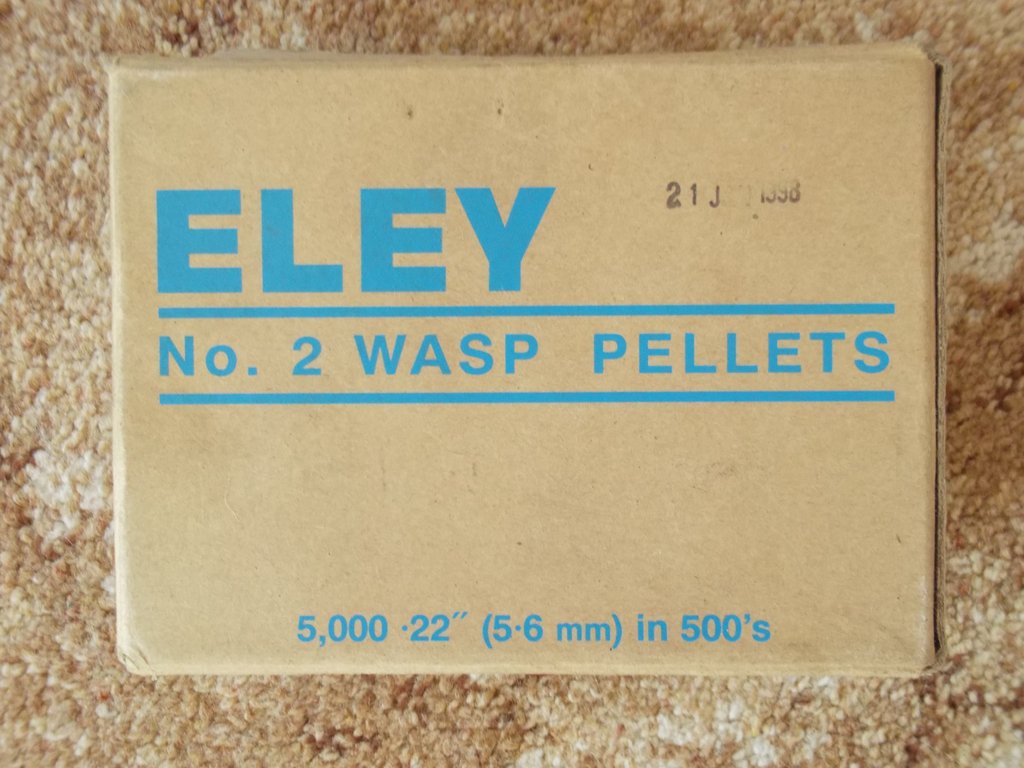 ELEY
21 J
No. 2 WASP PELLETS
5,000 ·22″ (5·6 mm) in 500's